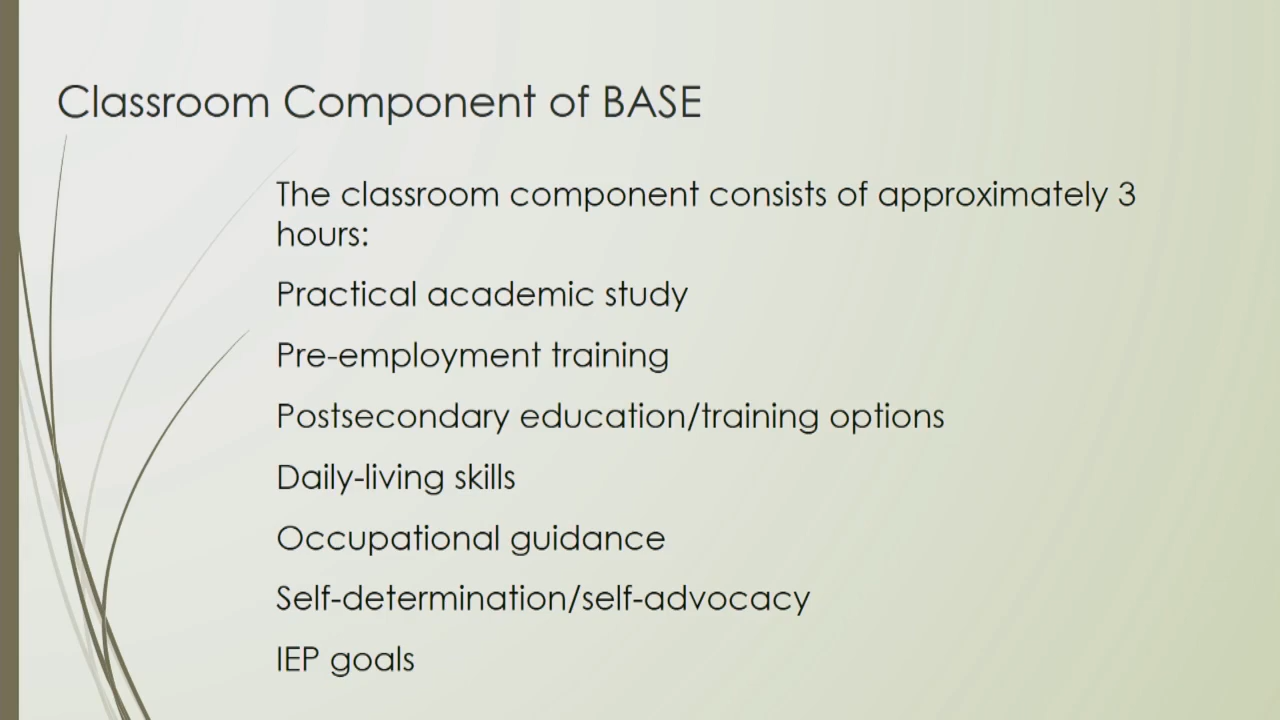 Classroom Component of BASE
The classroom component consists of approximately 3
hours:
Practical academic study
Pre-employment training
Postsecondary education/training options
Daily-living skills
Occupational guidance
Self-determination/self-advocacy
IEP goals